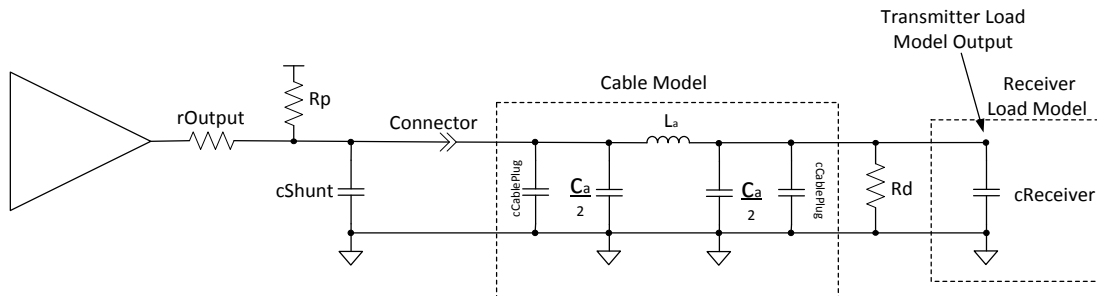 Transmitter Load
Model Output
Receiver
Load Model
Cable Model
Rp
rOutput
Connector
La
cShunt
cCablePlug
Ca
2
Ca
2
cCablePlug
Rd
cReceiver